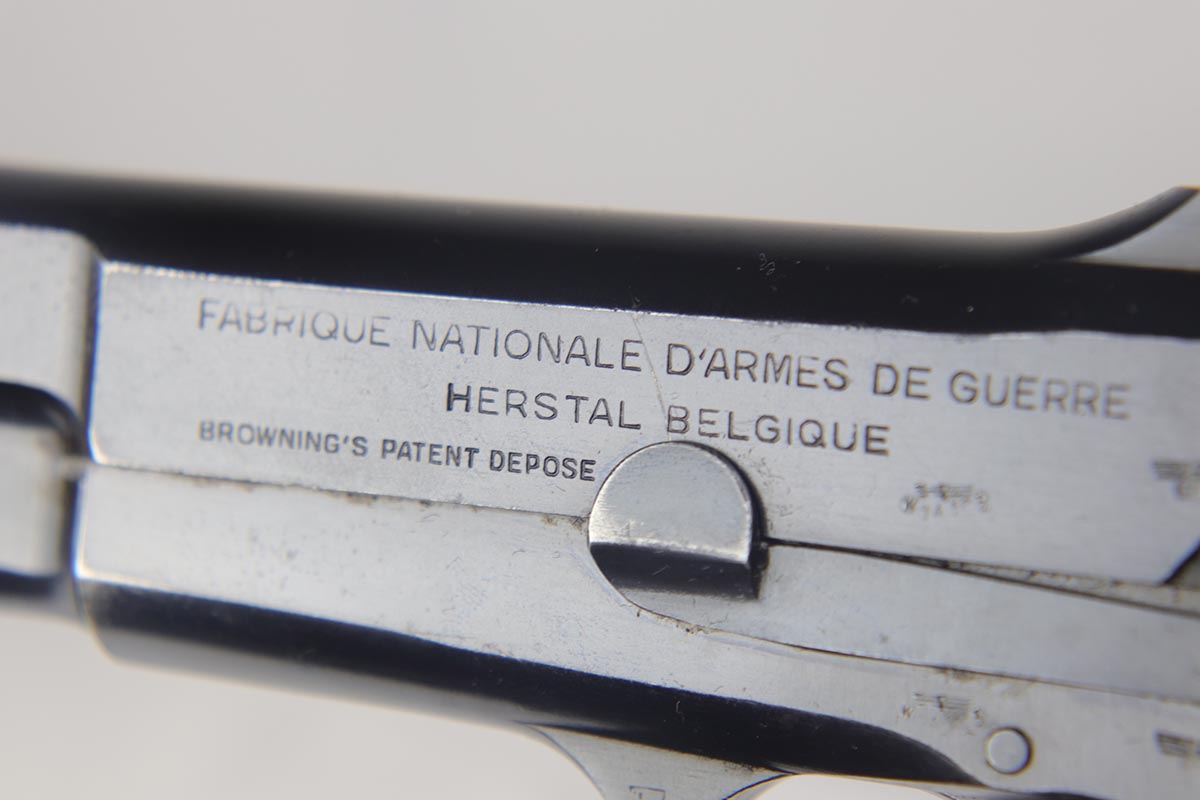 FABRIQUE NATIONALE D'ARMES DE GUERRE
HERSTAL BELGIQUE
BROWNING'S PATENT DEPOSE